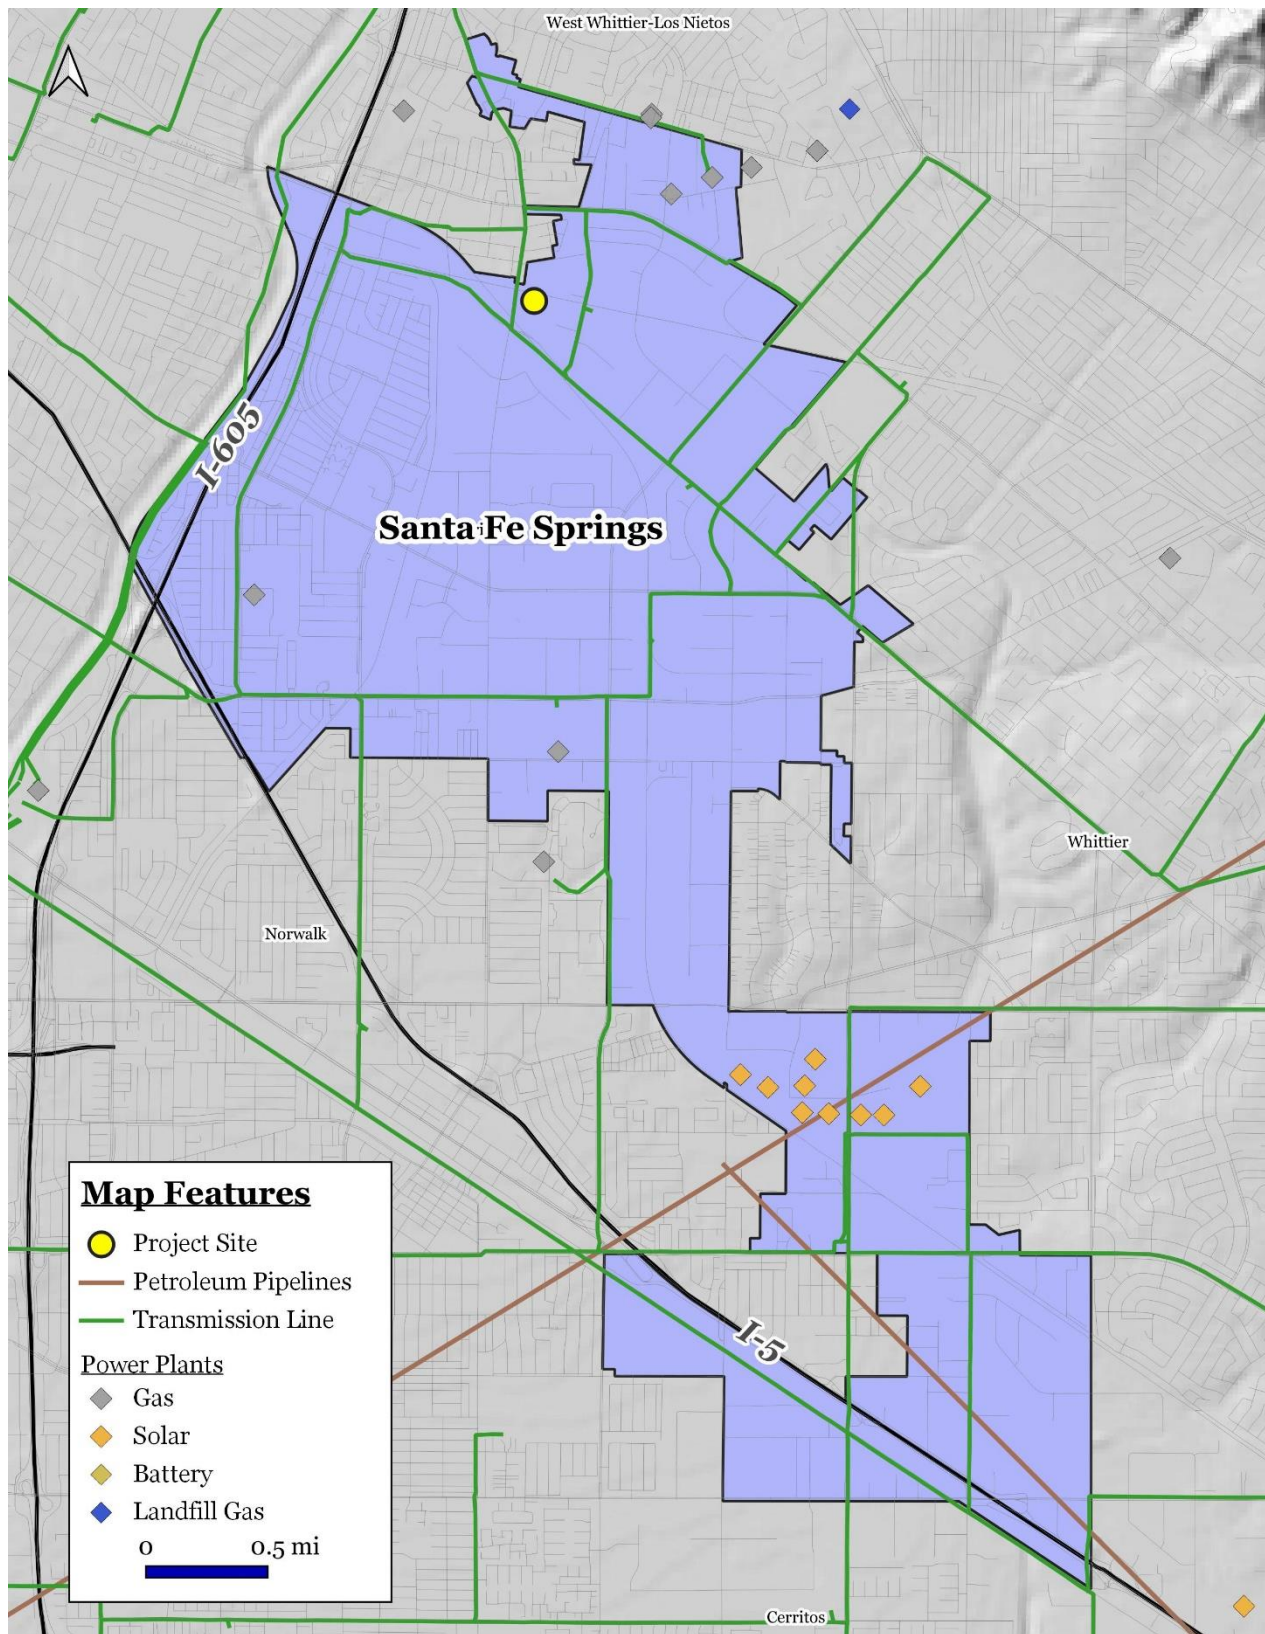 West Whittier-Los Nietos
I-605
Santa Fe Springs
Whittier
Norwalk
I-5
Map Features
Project Site
Petroleum Pipelines
Transmission Line
Power Plants
Gas
Solar
Battery
Landfill Gas
0 0.5 mi
Cerritos